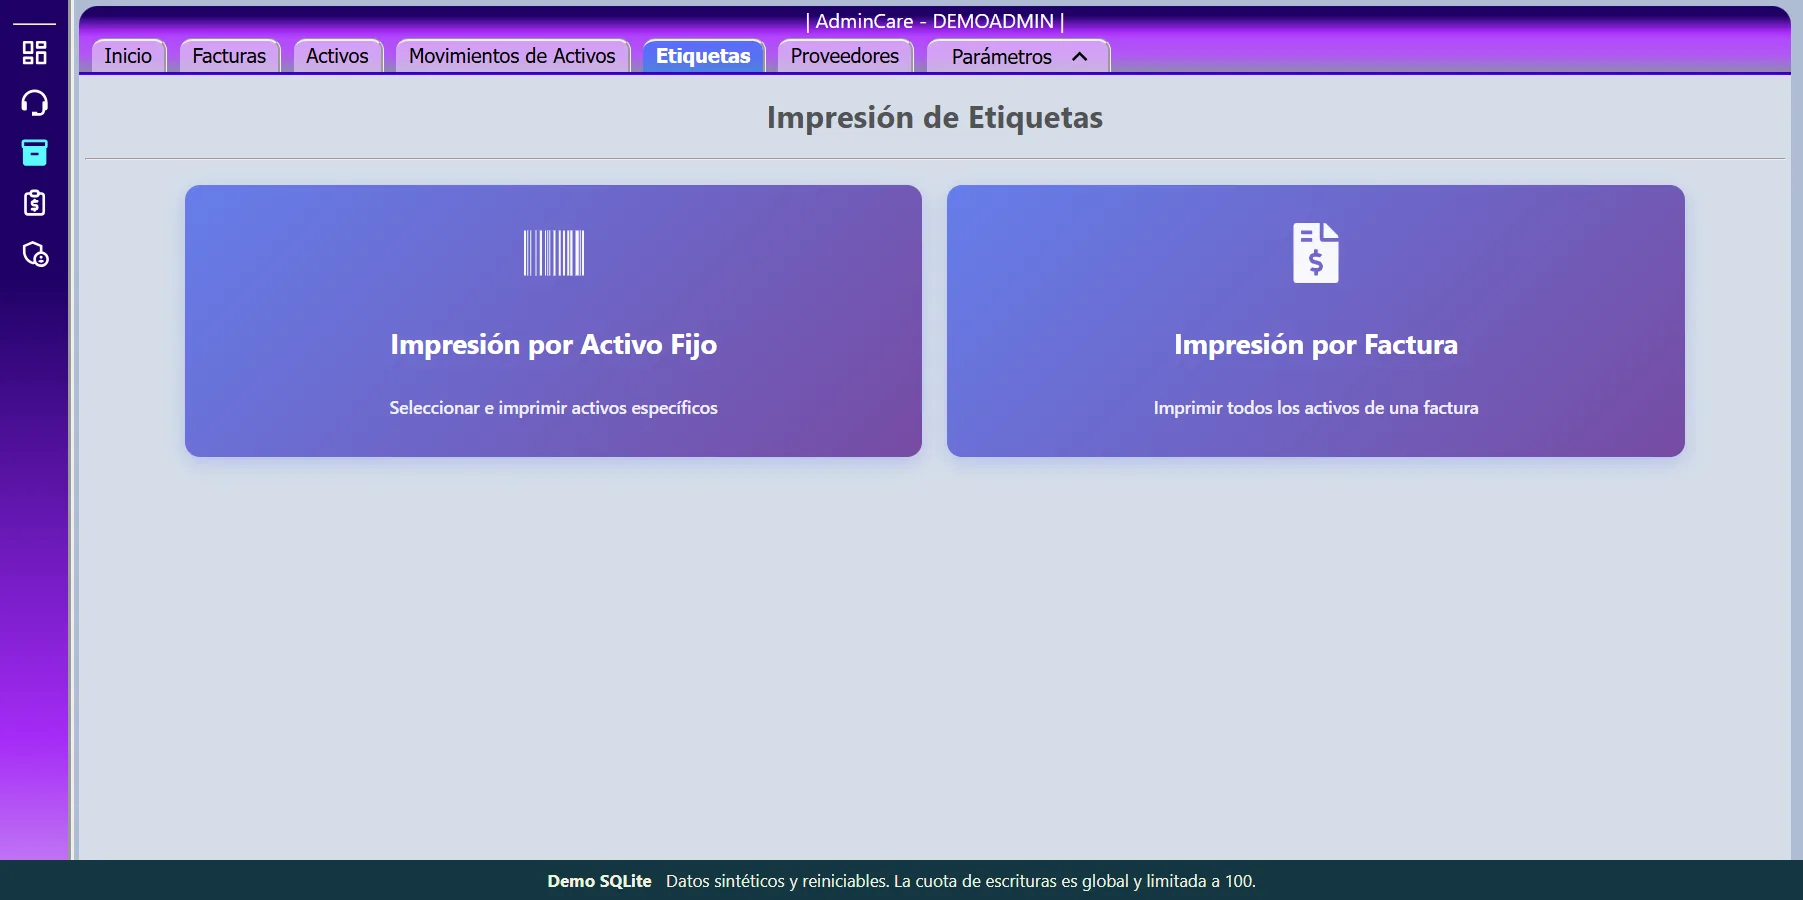 | AdminCare - DEMOADMIN |
Inicio Facturas Activos Movimientos de Activos Etiquetas Proveedores Parámetros
Impresión de Etiquetas
Impresión por Activo Fijo
Seleccionar e imprimir activos específicos
Impresión por Factura
Imprimir todos los activos de una factura
Demo SQLite Datos sintéticos y reiniciables. La cuota de escrituras es global y limitada a 100.